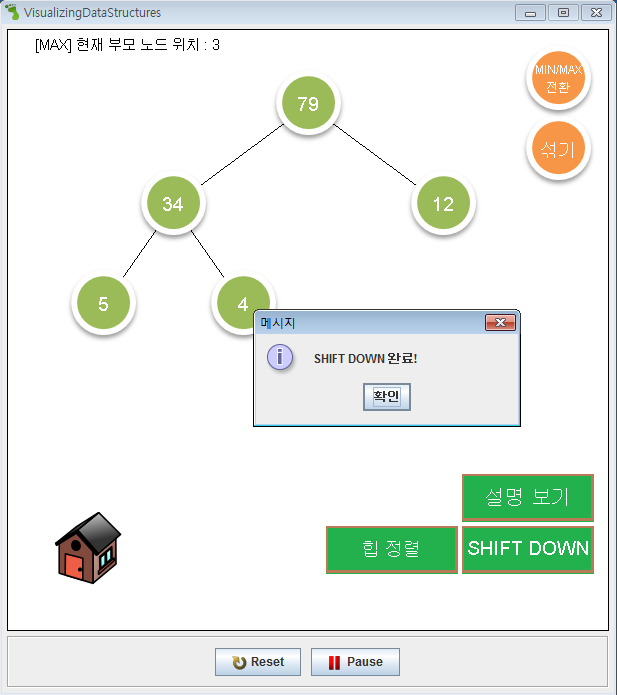 VisualizingDataStructures
[MAX] 현재 부모 노드 위치 : 3
MIN/MAX
전환
섞기
79
34
12
5
4
메시지
SHIFT DOWN 완료!
확인
설명 보기
힙 정렬
SHIFT DOWN
Reset
Pause